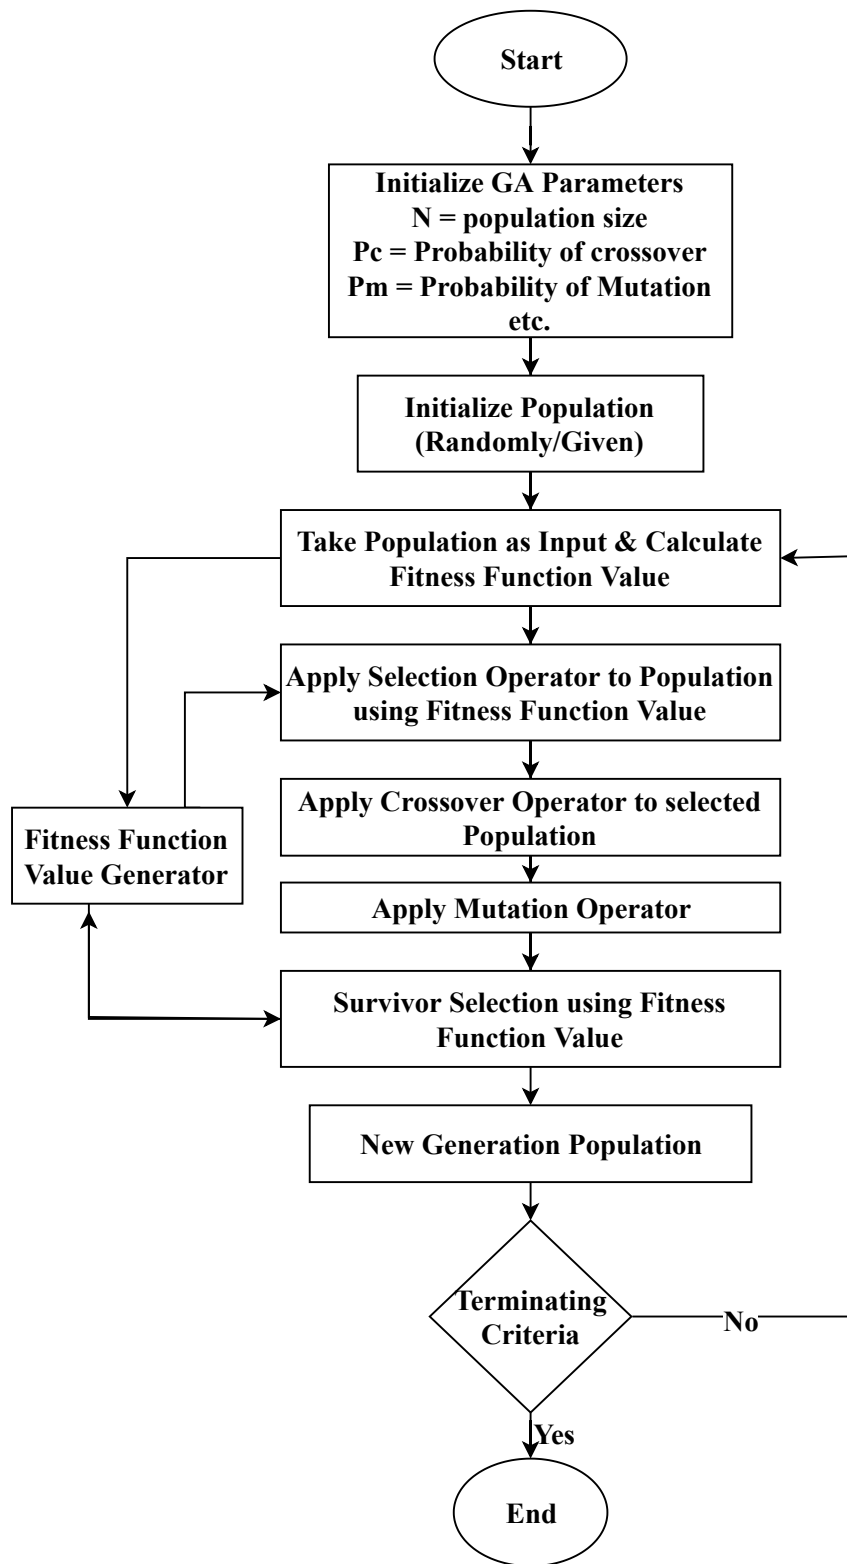 Start
Initialize GA Parameters
N = population size
Pc = Probability of crossover
Pm = Probability of Mutation
etc.
Initialize Population
(Randomly/Given)
Take Population as Input & Calculate
Fitness Function Value
Apply Selection Operator to Population
using Fitness Function Value
Apply Crossover Operator to selected
Population
Fitness Function
Value Generator
Apply Mutation Operator
Survivor Selection using Fitness
Function Value
New Generation Population
Terminating
Criteria
No
Yes
End